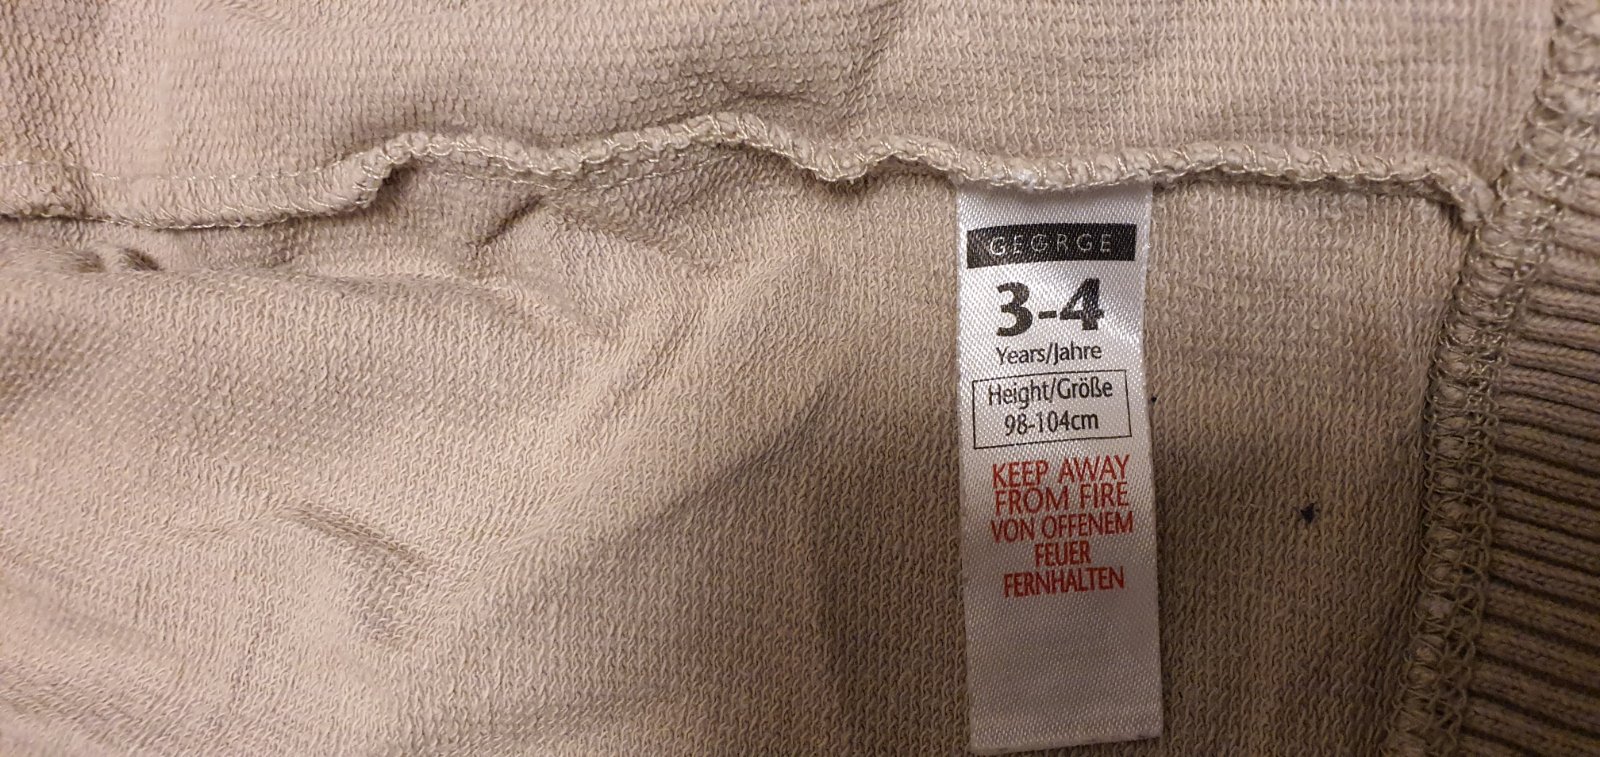 GEORGE
3-4
Years/Jahre
Height/Größe
98-104cm
KEEP AWAY
FROM FIRE
VON OFFENEM
FEUER
FERNHALTEN